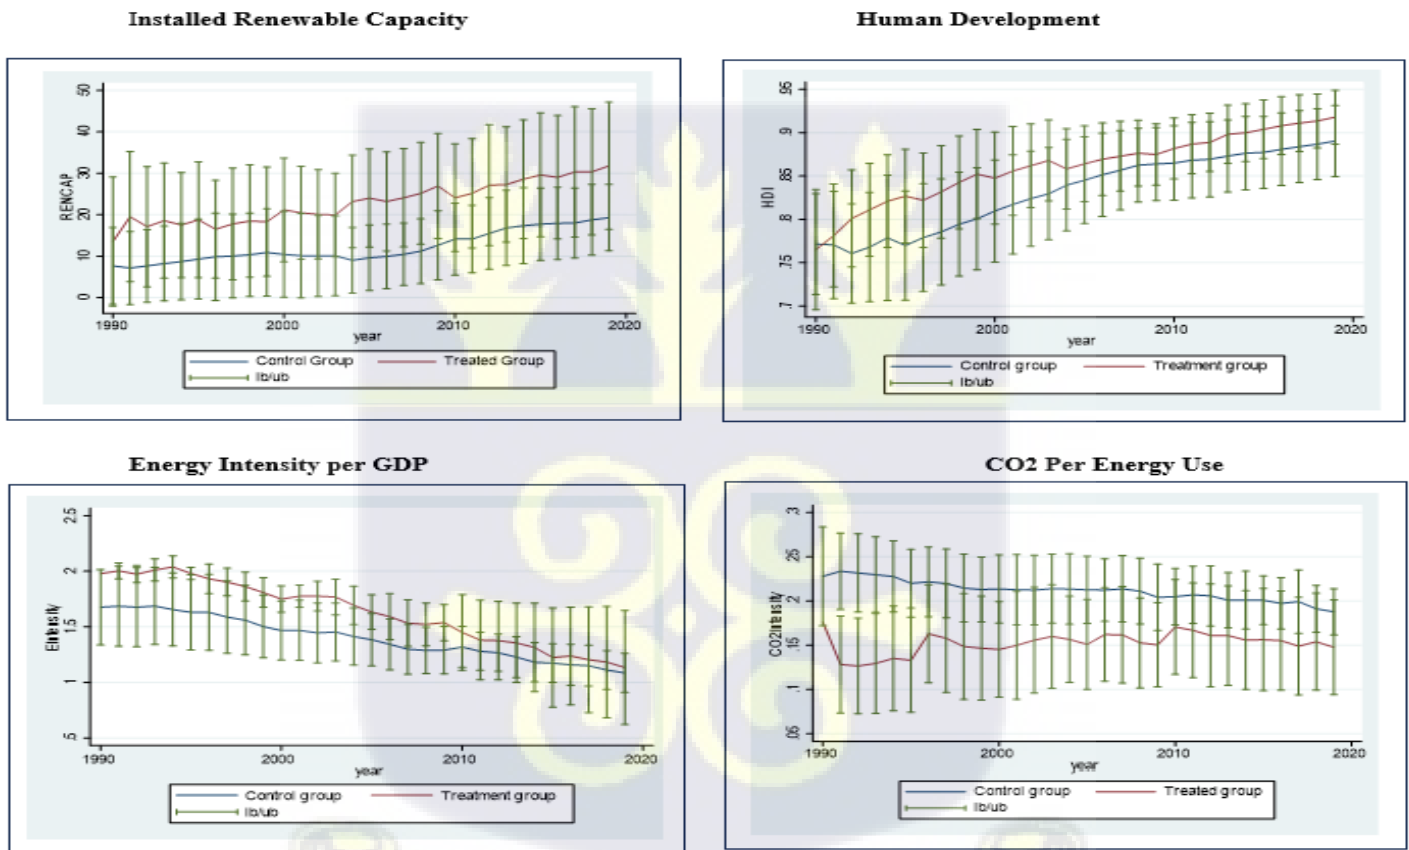 Installed Renewable Capacity
Human Development
RENCAP
50
40
30
20
10
0
1990
2000
2010
2020
year
Control Group
Treated Group
lb/ub
HDI
.95
.9
.85
.8
.75
.7
1990
2000
2010
2020
year
Control group
Treatment group
lb/ub
Energy Intensity per GDP
CO2 Per Energy Use
EIntensity
2.5
2
1.5
1
.5
1990
2000
2010
2020
year
Control group
Treatment group
lb/ub
CO2Intensity
.3
.25
.2
.15
.1
.05
1990
2000
2010
2020
year
Control group
Treated group
lb/ub